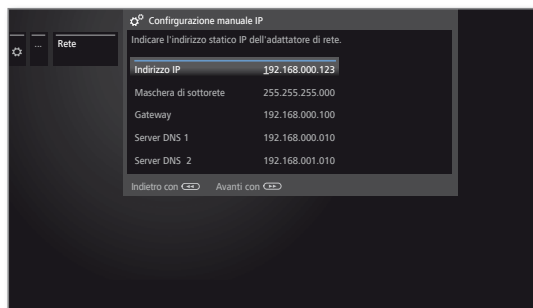 Confirgurazione manuale IP
... Rete
Indicare l'indirizzo statico IP dell'adattatore di rete.
Indirizzo IP 192.168.000.123
Maschera di sottorete 255.255.255.000
Gateway 192.168.000.100
Server DNS 1 192.168.000.010
Server DNS 2 192.168.001.010
Indietro con Avanti con